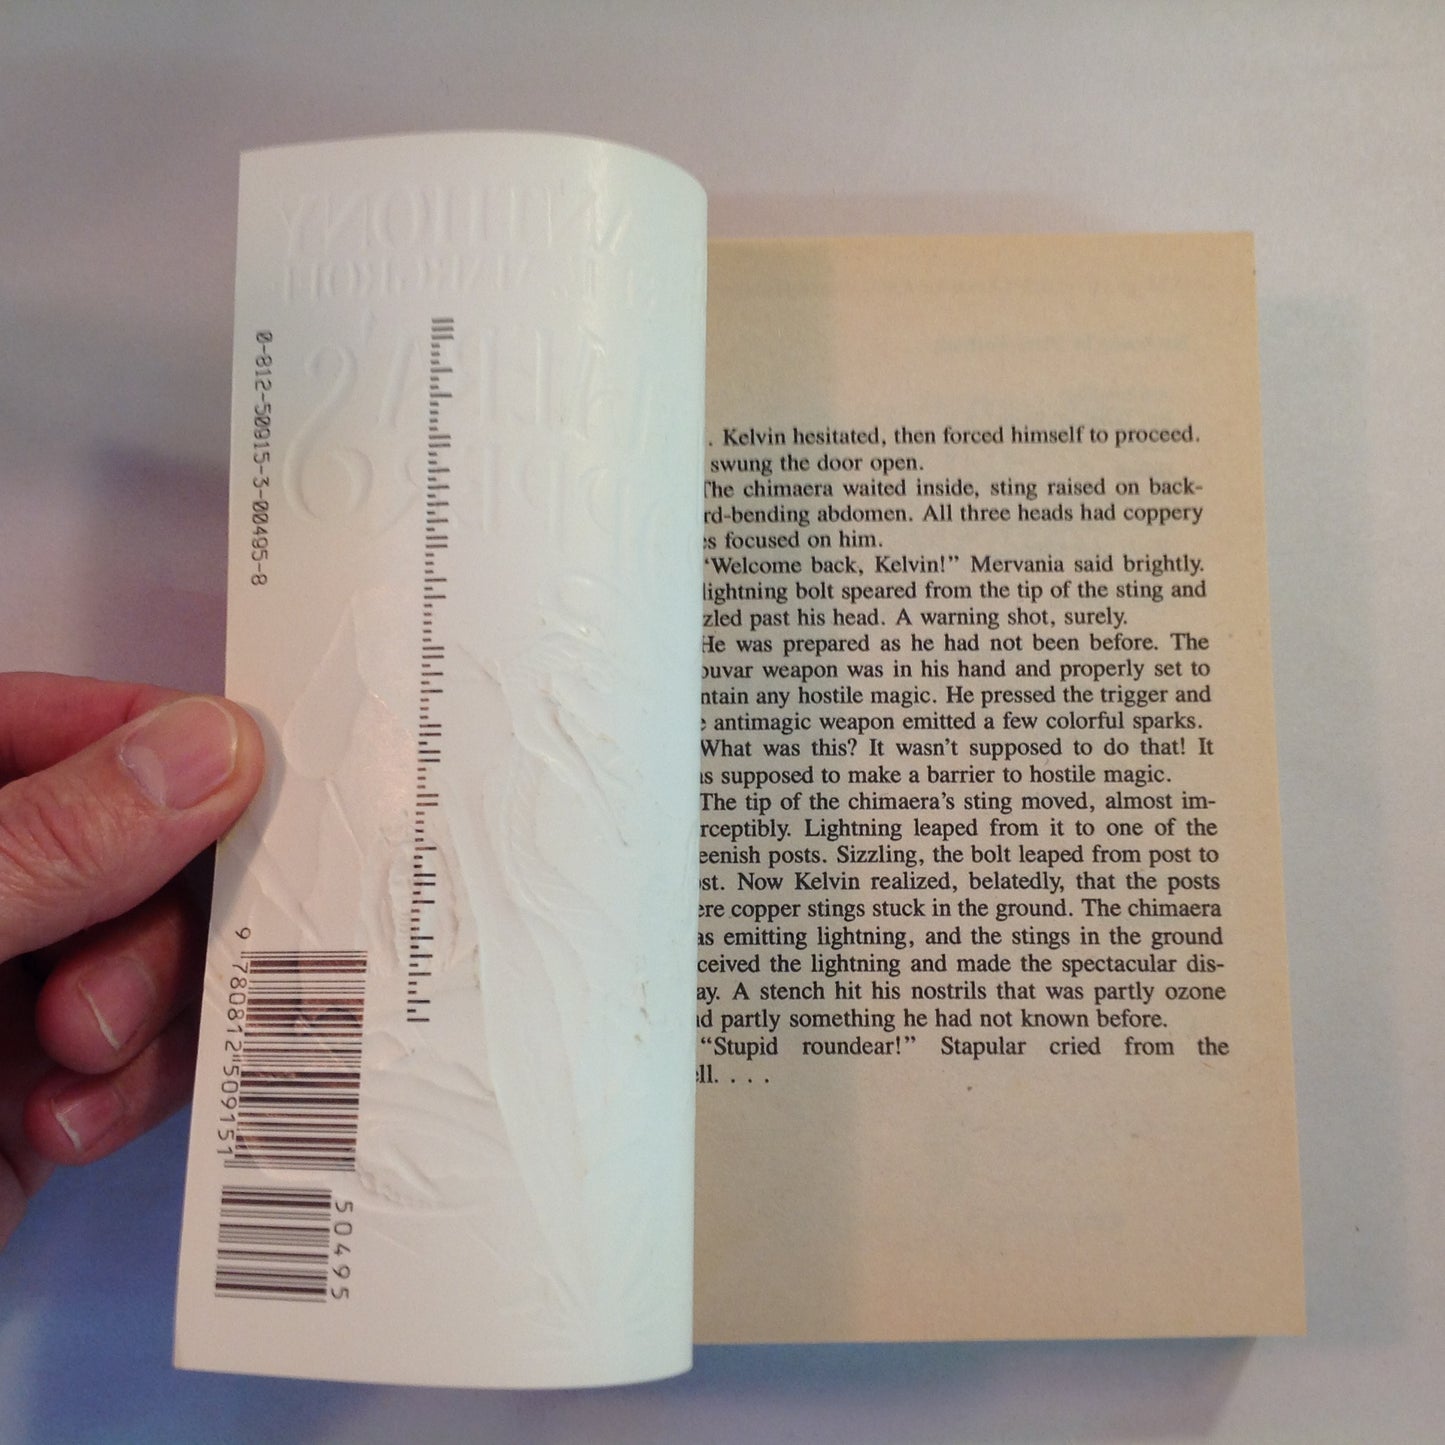 0-812-50915-3-00495-8
9 780812 509151
50495
. Kelvin hesitated, then forced himself to proceed.
swung the door open.
The chimaera waited inside, sting raised on back-
rd-bending abdomen. All three heads had coppery
es focused on him.
“Welcome back, Kelvin!” Mervania said brightly.
lightning bolt speared from the tip of the sting and
zled past his head. A warning shot, surely.
He was prepared as he had not been before. The
ouvar weapon was in his hand and properly set to
ntain any hostile magic. He pressed the trigger and
e antimagic weapon emitted a few colorful sparks.
What was this? It wasn’t supposed to do that! It
as supposed to make a barrier to hostile magic.
The tip of the chimaera’s sting moved, almost im-
rceptibly. Lightning leaped from it to one of the
eenish posts. Sizzling, the bolt leaped from post to
st. Now Kelvin realized, belatedly, that the posts
ere copper stings stuck in the ground. The chimaera
as emitting lightning, and the stings in the ground
ceived the lightning and made the spectacular dis-
ay. A stench hit his nostrils that was partly ozone
nd partly something he had not known before.
“Stupid roundear!” Stapular cried from the
ell. . . .